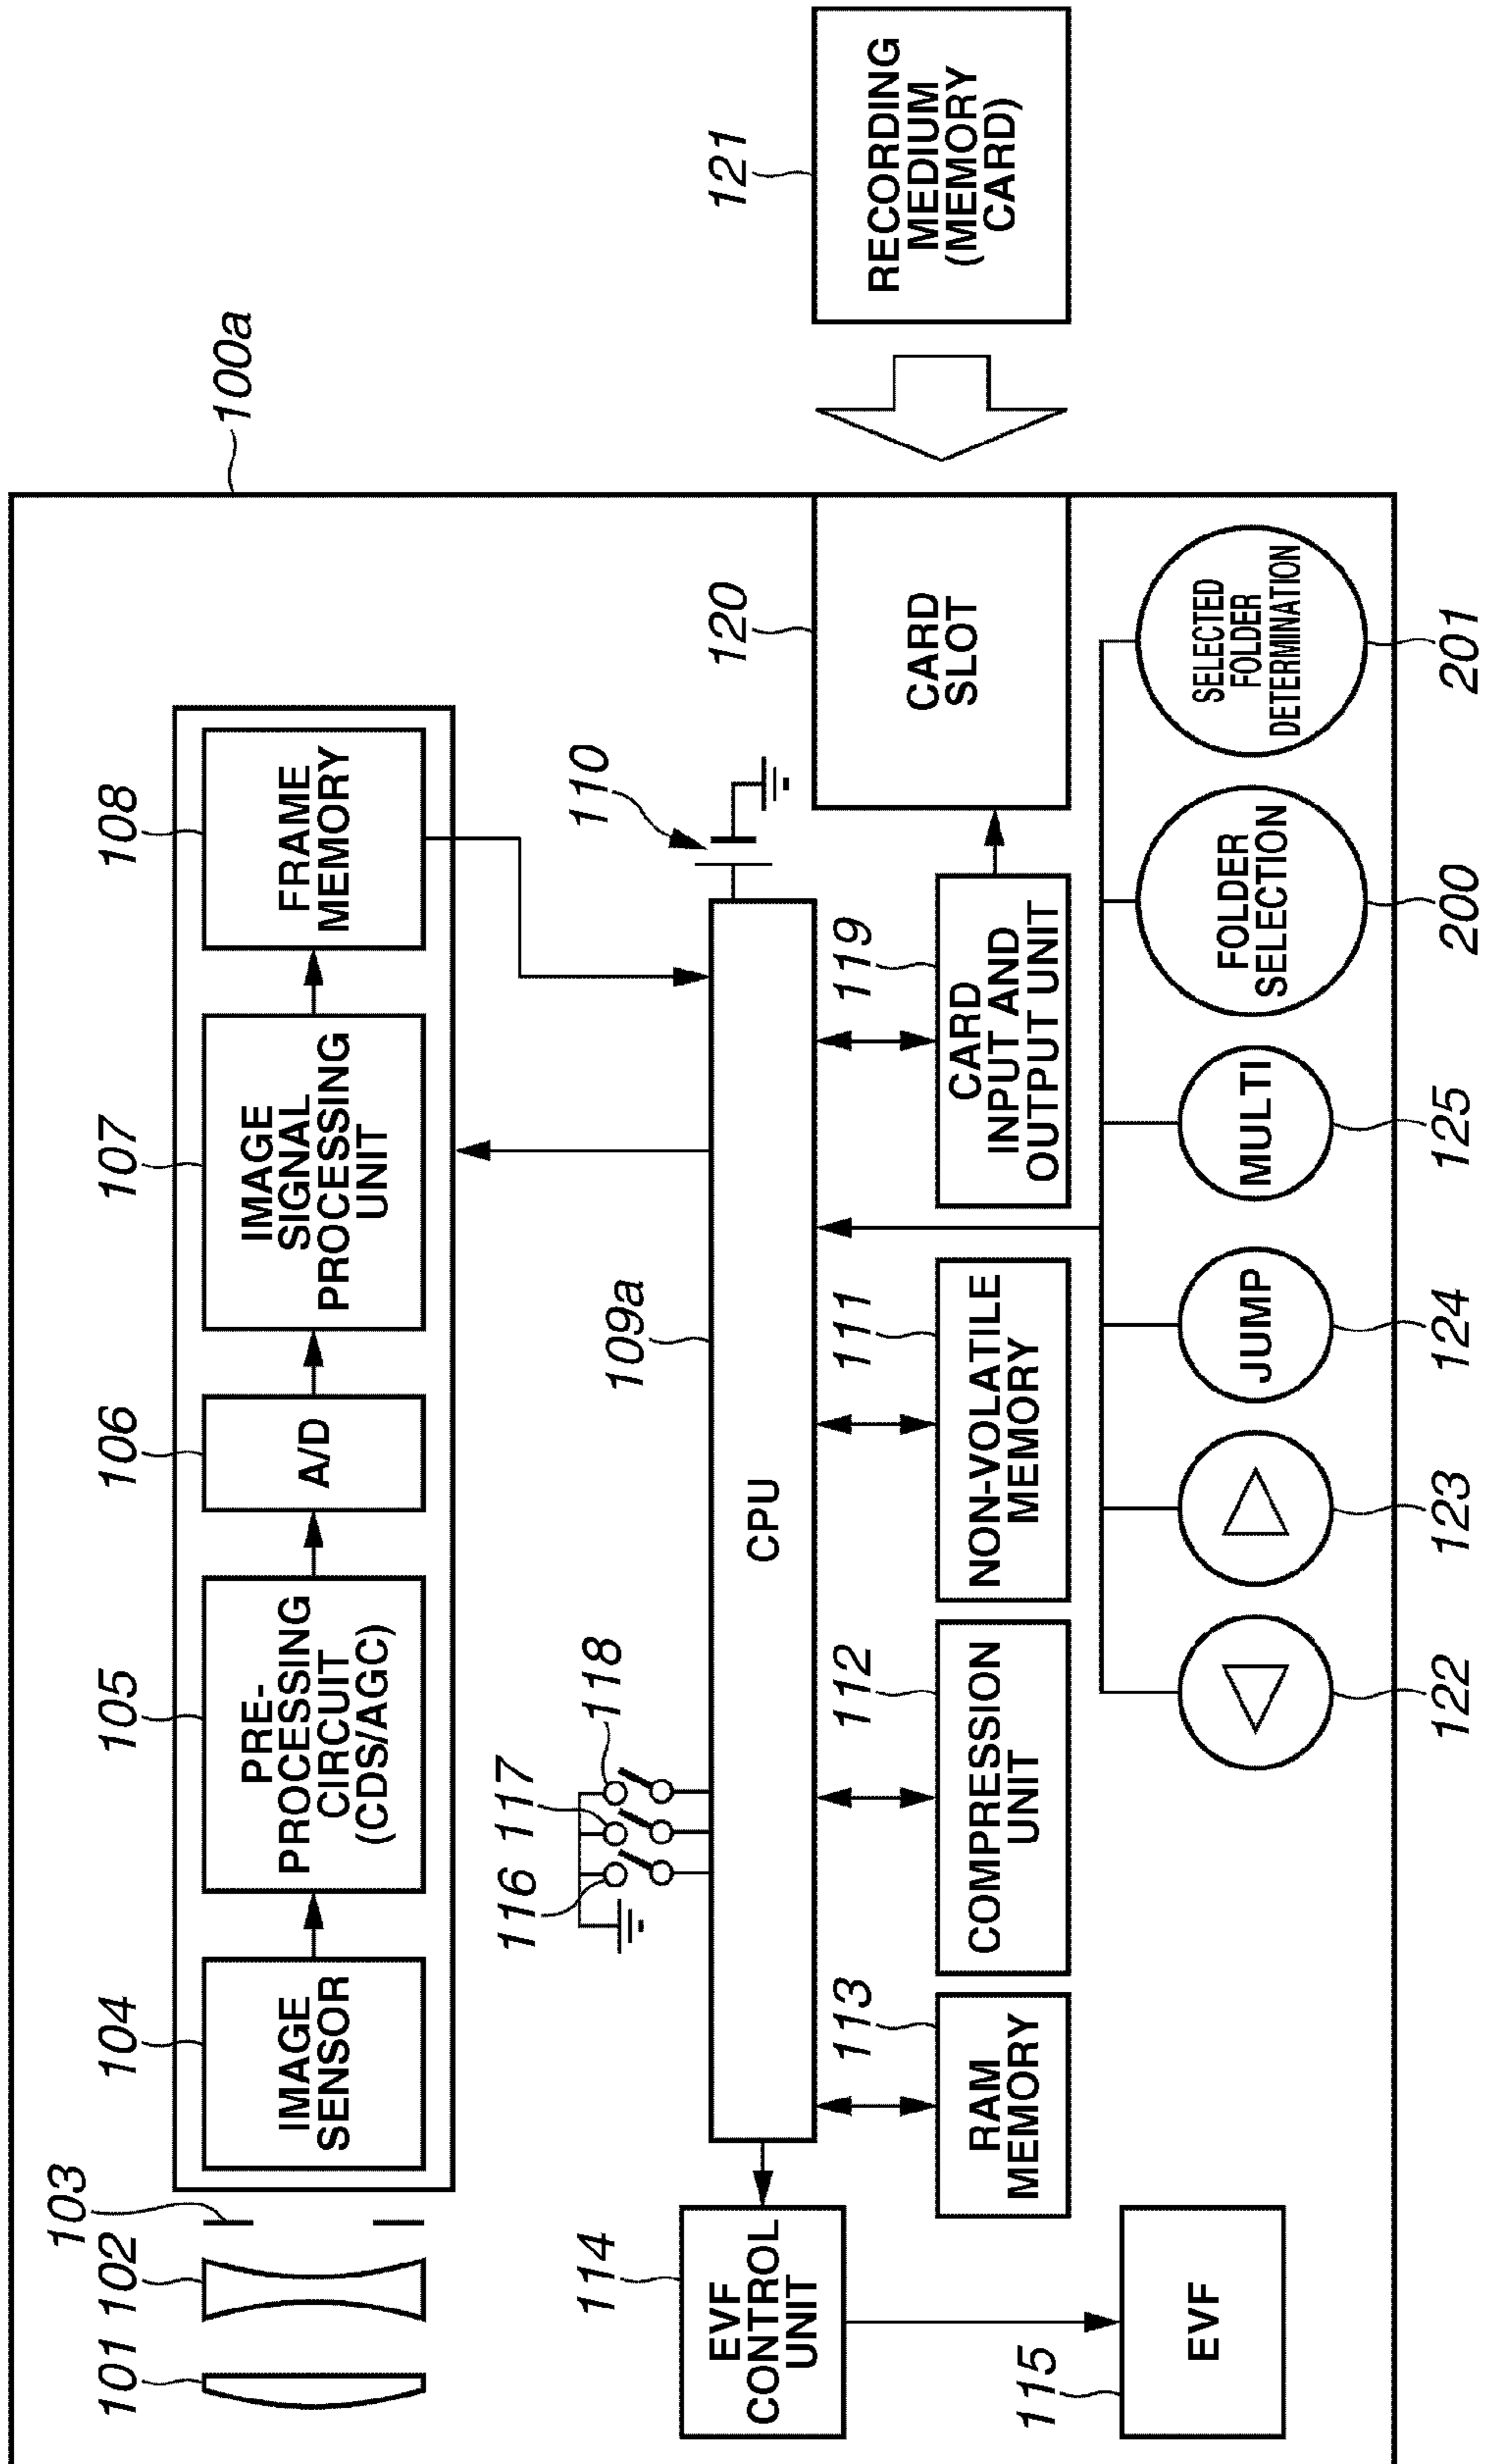 100a
101
102
103
104
IMAGE
SENSOR
105
PRE-
PROCESSING
CIRCUIT
(CDS/AGC)
106
A/D
107
IMAGE
SIGNAL
PROCESSING
UNIT
108
FRAME
MEMORY
116
117
118
109a
CPU
110
114
EVF
CONTROL
UNIT
115
EVF
113
RAM
MEMORY
112
COMPRESSION
UNIT
111
NON-VOLATILE
MEMORY
119
CARD
INPUT AND
OUTPUT UNIT
120
CARD
SLOT
121
RECORDING
MEDIUM
(MEMORY
CARD)
122
123
JUMP
124
MULTI
125
FOLDER
SELECTION
200
SELECTED
FOLDER
DETERMINATION
201